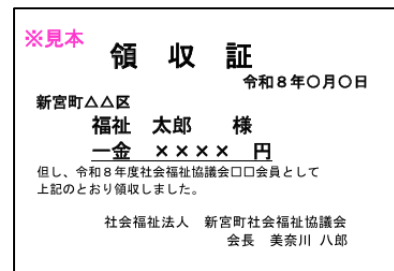 ※見本
領　収　証
令和８年〇月〇日
新宮町△△区
福祉　太郎　　様
一金　××××　円
但し、令和８年度社会福祉協議会□□会員として
上記のとおり領収しました。
社会福祉法人　新宮町社会福祉協議会
会長　美奈川 八郎